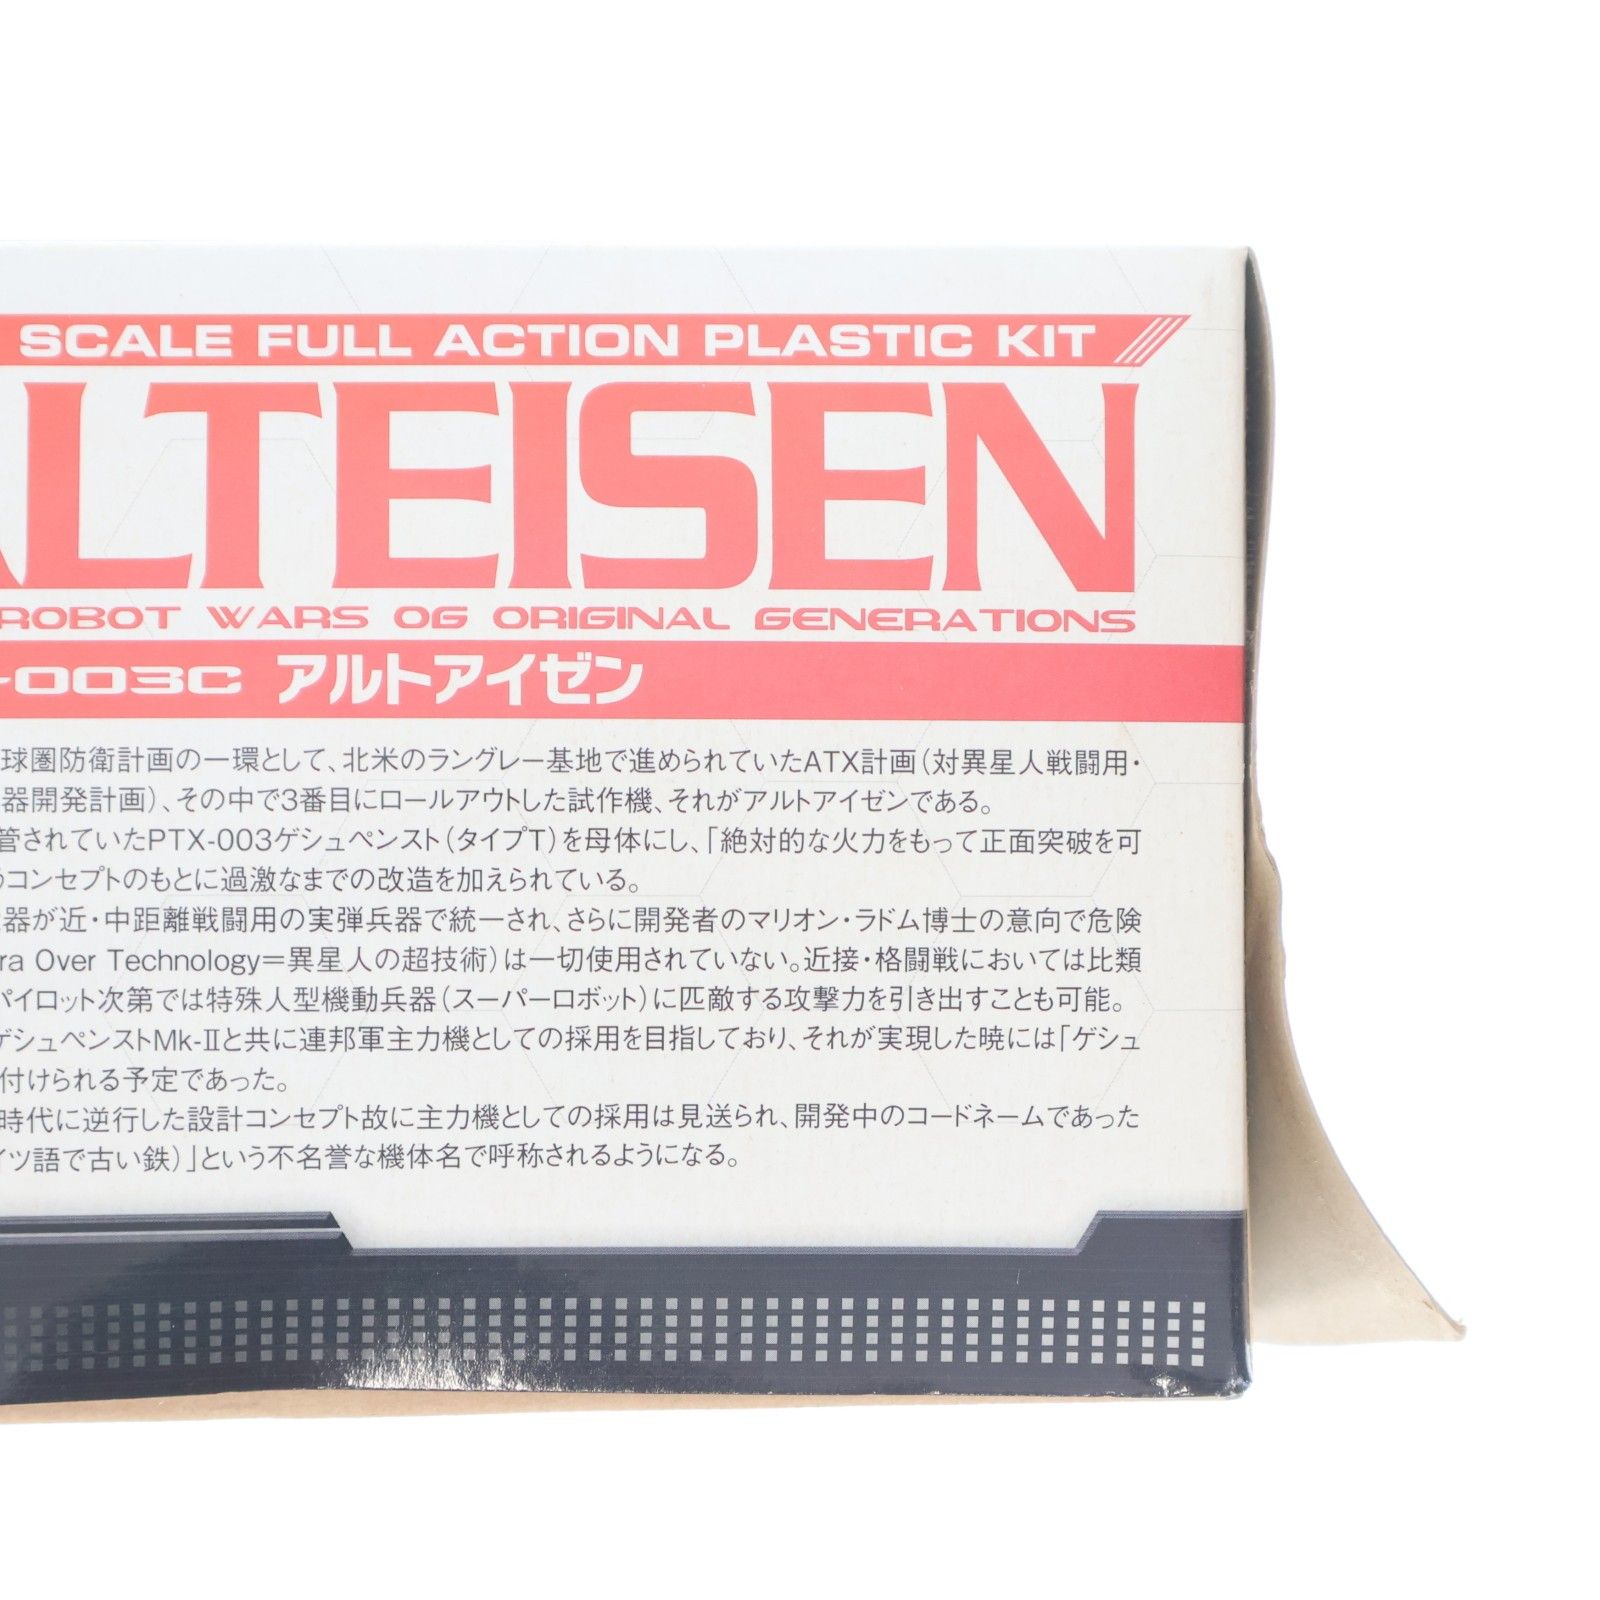 SCALE FULL ACTION PLASTIC KIT
ALTEISEN
ROBOT WARS OG ORIGINAL GENERATIONS
-003C アルトアイゼン
球圏防衛計画の一環として、北米のラングレー基地で進められていたATX計画（対異星人戦闘用・
器開発計画）、その中で3番目にロールアウトした試作機、それがアルトアイゼンである。
管されていたPTX-003ゲシュペンスト（タイプT）を母体にし、「絶対的な火力をもって正面突破を可
うコンセプトのもとに過激なまでの改造を加えられている。
器が近・中距離戦闘用の実弾兵器で統一され、さらに開発者のマリオン・ラドム博士の意向で危険
ra Over Technology＝異星人の超技術）は一切使用されていない。近接・格闘戦においては比類
パイロット次第では特殊人型機動兵器（スーパーロボット）に匹敵する攻撃力を引き出すことも可能。
ゲシュペンストMk-Ⅱと共に連邦軍主力機としての採用を目指しており、それが実現した暁には「ゲシュ
付けられる予定であった。
時代に逆行した設計コンセプト故に主力機としての採用は見送られ、開発中のコードネームであった
イツ語で古い鉄）」という不名誉な機体名で呼称されるようになる。